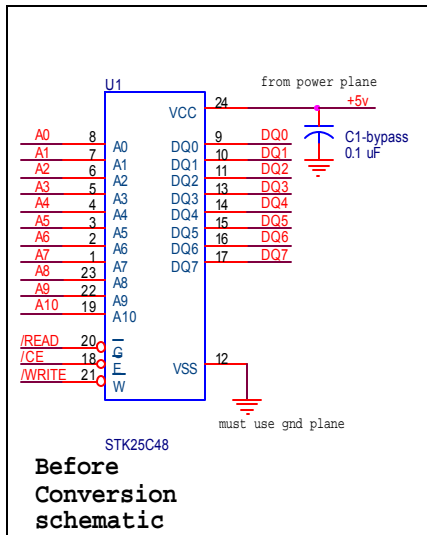 U1
from power plane
VCC 24 +5v
C1-bypass
0.1 uF
A0 8 A0 DQ0 9 DQ0
A1 7 A1 DQ1 10 DQ1
A2 6 A2 DQ2 11 DQ2
A3 5 A3 DQ3 13 DQ3
A4 4 A4 DQ4 14 DQ4
A5 3 A5 DQ5 15 DQ5
A6 2 A6 DQ6 16 DQ6
A7 1 A7 DQ7 17 DQ7
A8 23 A8
A9 22 A9
A10 19 A10
/READ 20 G
/CE 18 E VSS 12
/WRITE 21 W
must use gnd plane
STK25C48
Before
Conversion
schematic